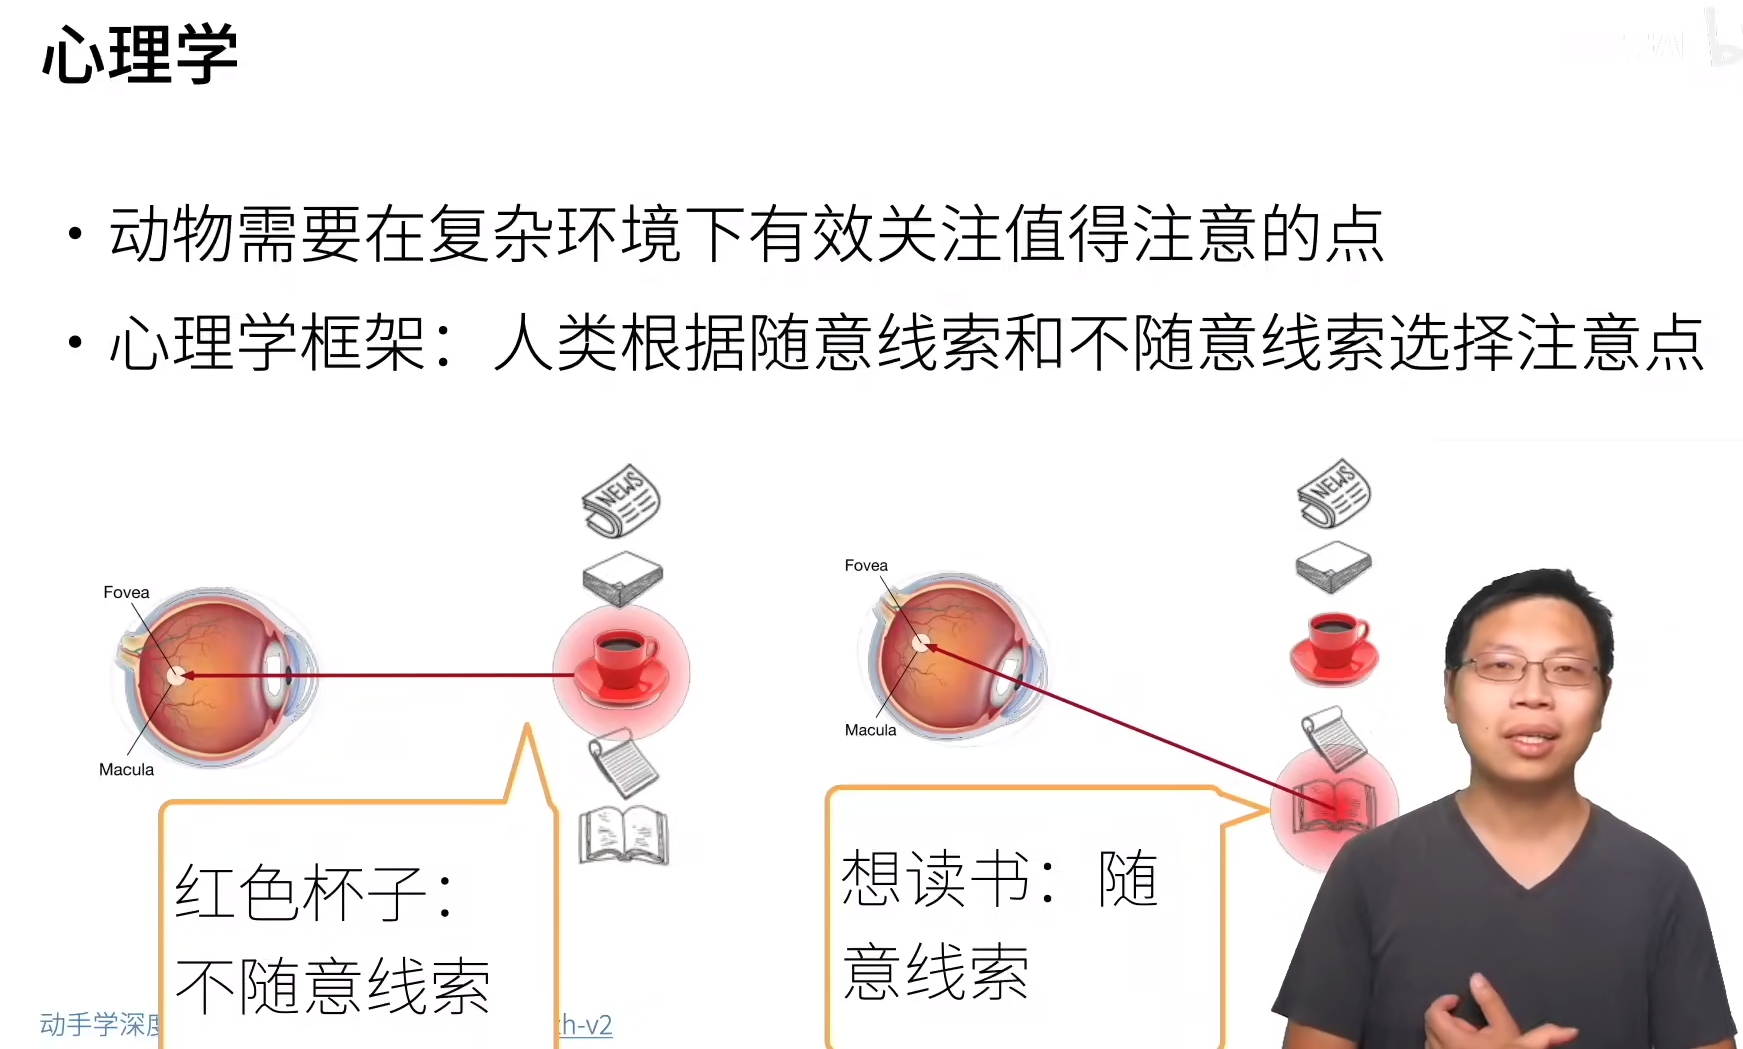 心理学
• 动物需要在复杂环境下有效关注值得注意的点
• 心理学框架：人类根据随意线索和不随意线索选择注意点
NEWS
Fovea
Macula
红色杯子：
不随意线索
NEWS
Fovea
Macula
想读书：随
意线索
动手学深度
zh-v2